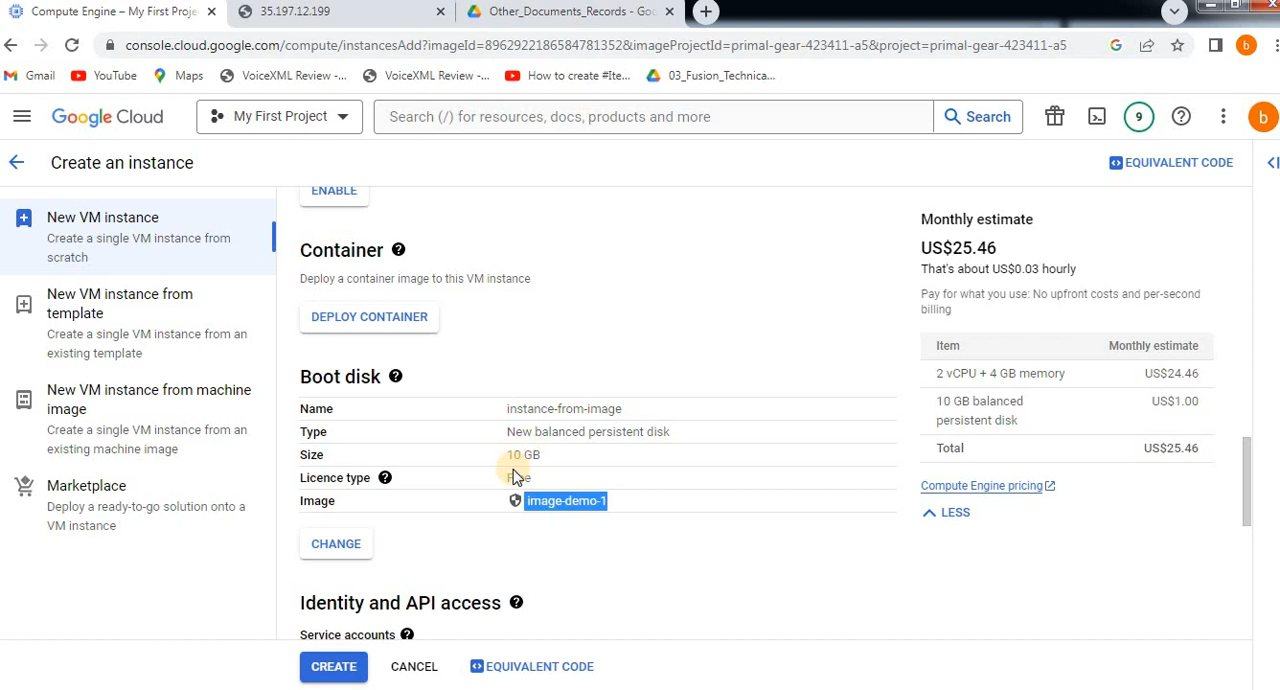 Compute Engine – My First Proje
35.197.12.199
Other_Documents_Records - Goo
console.cloud.google.com/compute/instancesAdd?imageId=8962922186584781352&imageProjectId=primal-gear-423411-a5&project=primal-gear-423411-a5
Gmail
YouTube
Maps
VoiceXML Review -...
VoiceXML Review -...
How to create #Ite...
03_Fusion_Technica...
Google Cloud
My First Project
Search (/) for resources, docs, products and more
Search
9
b
Create an instance
EQUIVALENT CODE
New VM instance
Create a single VM instance from
scratch
New VM instance from
template
Create a single VM instance from an
existing template
New VM instance from machine
image
Create a single VM instance from an
existing machine image
Marketplace
Deploy a ready-to-go solution onto a
VM instance
ENABLE
Container
Deploy a container image to this VM instance
DEPLOY CONTAINER
Boot disk
Name instance-from-image
Type New balanced persistent disk
Size 10 GB
Licence type Free
Image image-demo-1
CHANGE
Identity and API access
Service accounts
CREATE
CANCEL
EQUIVALENT CODE
Monthly estimate
US$25.46
That's about US$0.03 hourly
Pay for what you use: No upfront costs and per-second
billing
Item Monthly estimate
2 vCPU + 4 GB memory US$24.46
10 GB balanced US$1.00
persistent disk
Total US$25.46
Compute Engine pricing
LESS